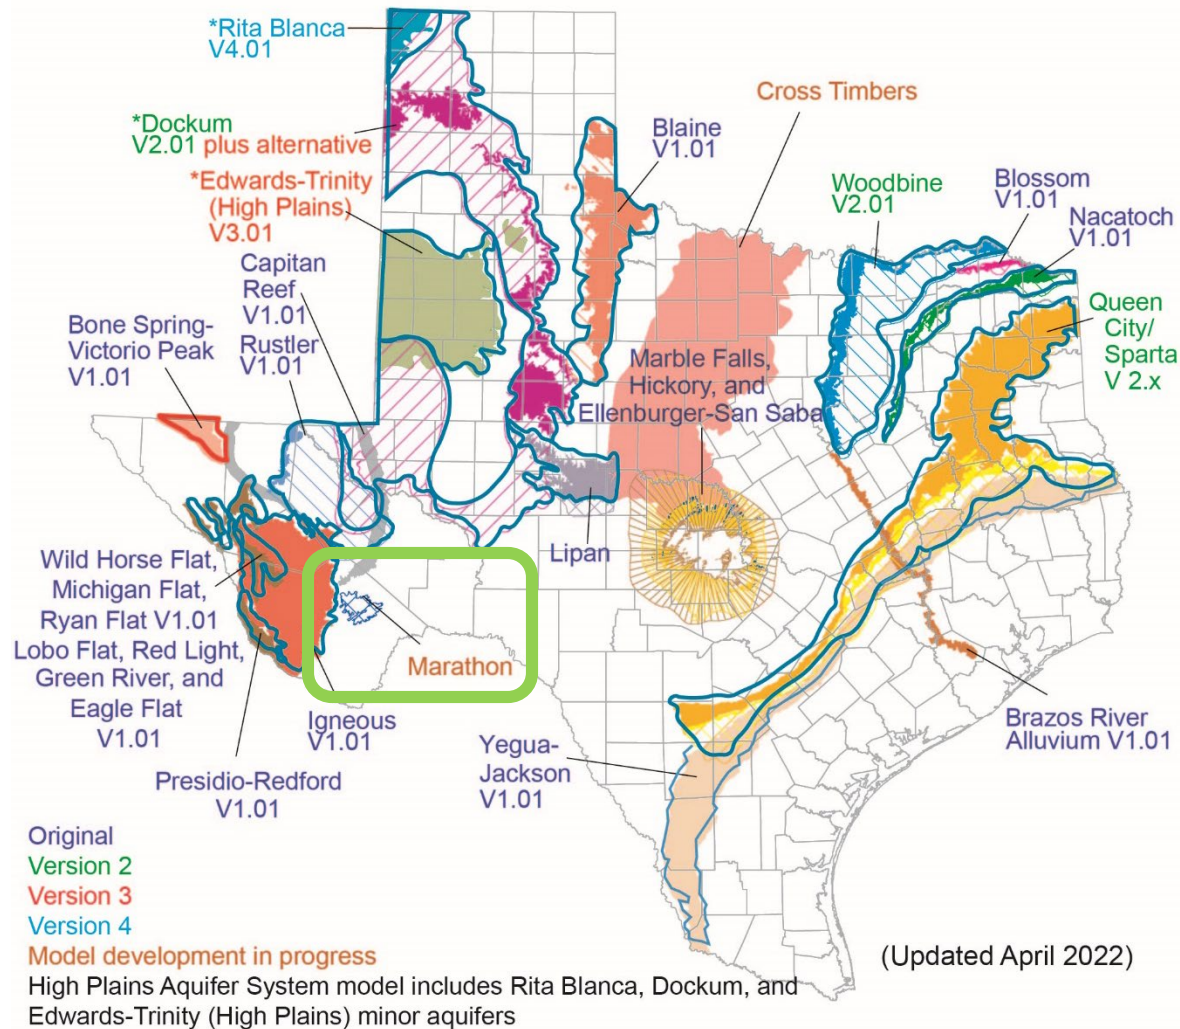 *Rita Blanca
V4.01
Cross Timbers
*Dockum
V2.01 plus alternative
Blaine
V1.01
*Edwards-Trinity
(High Plains)
V3.01
Woodbine
V2.01
Blossom
V1.01
Nacatoch
V1.01
Capitan
Reef
V1.01
Rustler
V1.01
Bone Spring-
Victorio Peak
V1.01
Queen
City/
Sparta
V 2.x
Marble Falls,
Hickory, and
Ellenburger-San Saba
Lipan
Wild Horse Flat,
Michigan Flat,
Ryan Flat V1.01
Lobo Flat, Red Light,
Green River, and
Eagle Flat
V1.01
Marathon
Igneous
V1.01
Presidio-Redford
V1.01
Yegua-
Jackson
V1.01
Brazos River
Alluvium V1.01
Original
Version 2
Version 3
Version 4
Model development in progress
(Updated April 2022)
High Plains Aquifer System model includes Rita Blanca, Dockum, and
Edwards-Trinity (High Plains) minor aquifers